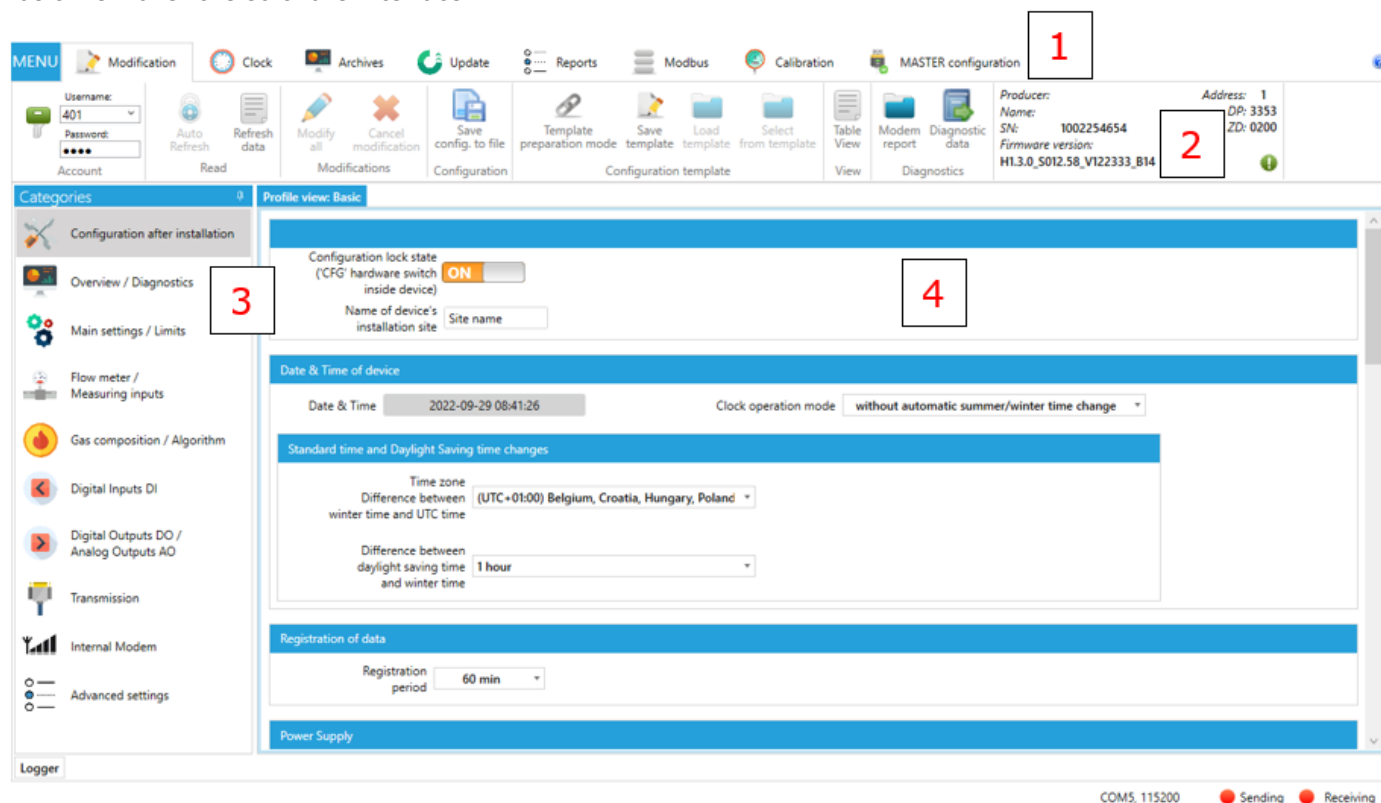 MENU Modification Clock Archives Update Reports Modbus Calibration MASTER configuration
1
Username:
401
Password:
Account
Auto Refresh
Refresh data
Read
Modify all
Cancel modification
Modifications
Save config. to file
Configuration
Template preparation mode
Save template
Load template
Select from template
Configuration template
Table View
View
Modem report
Diagnostic data
Diagnostics
Producer:
Name:
SN: 1002254654
Firmware version:
H1.3.0_S012.58_V122333_B14
Address: 1
DP: 3353
ZD: 0200
2
Categories
Configuration after installation
Overview / Diagnostics
Main settings / Limits
Flow meter /
Measuring inputs
Gas composition / Algorithm
Digital Inputs DI
Digital Outputs DO /
Analog Outputs AO
Transmission
Internal Modem
Advanced settings
3
Profile view: Basic
Configuration lock state
('CFG' hardware switch
inside device)
ON
Name of device's
installation site
Site name
4
Date & Time of device
Date & Time 2022-09-29 08:41:26
Clock operation mode without automatic summer/winter time change
Standard time and Daylight Saving time changes
Time zone
Difference between
winter time and UTC time
(UTC+01:00) Belgium, Croatia, Hungary, Poland
Difference between
daylight saving time
and winter time
1 hour
Registration of data
Registration
period
60 min
Power Supply
Logger
COM5, 115200 Sending Receiving